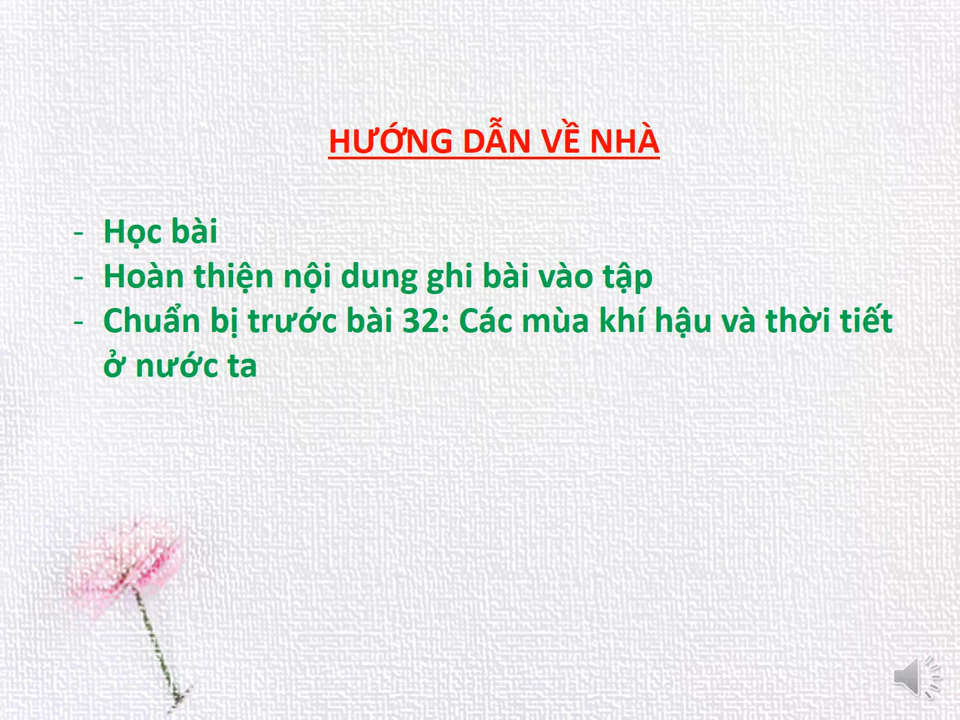 HƯỚNG DẪN VỀ NHÀ
- Học bài
- Hoàn thiện nội dung ghi bài vào tập
- Chuẩn bị trước bài 32: Các mùa khí hậu và thời tiết
ở nước ta